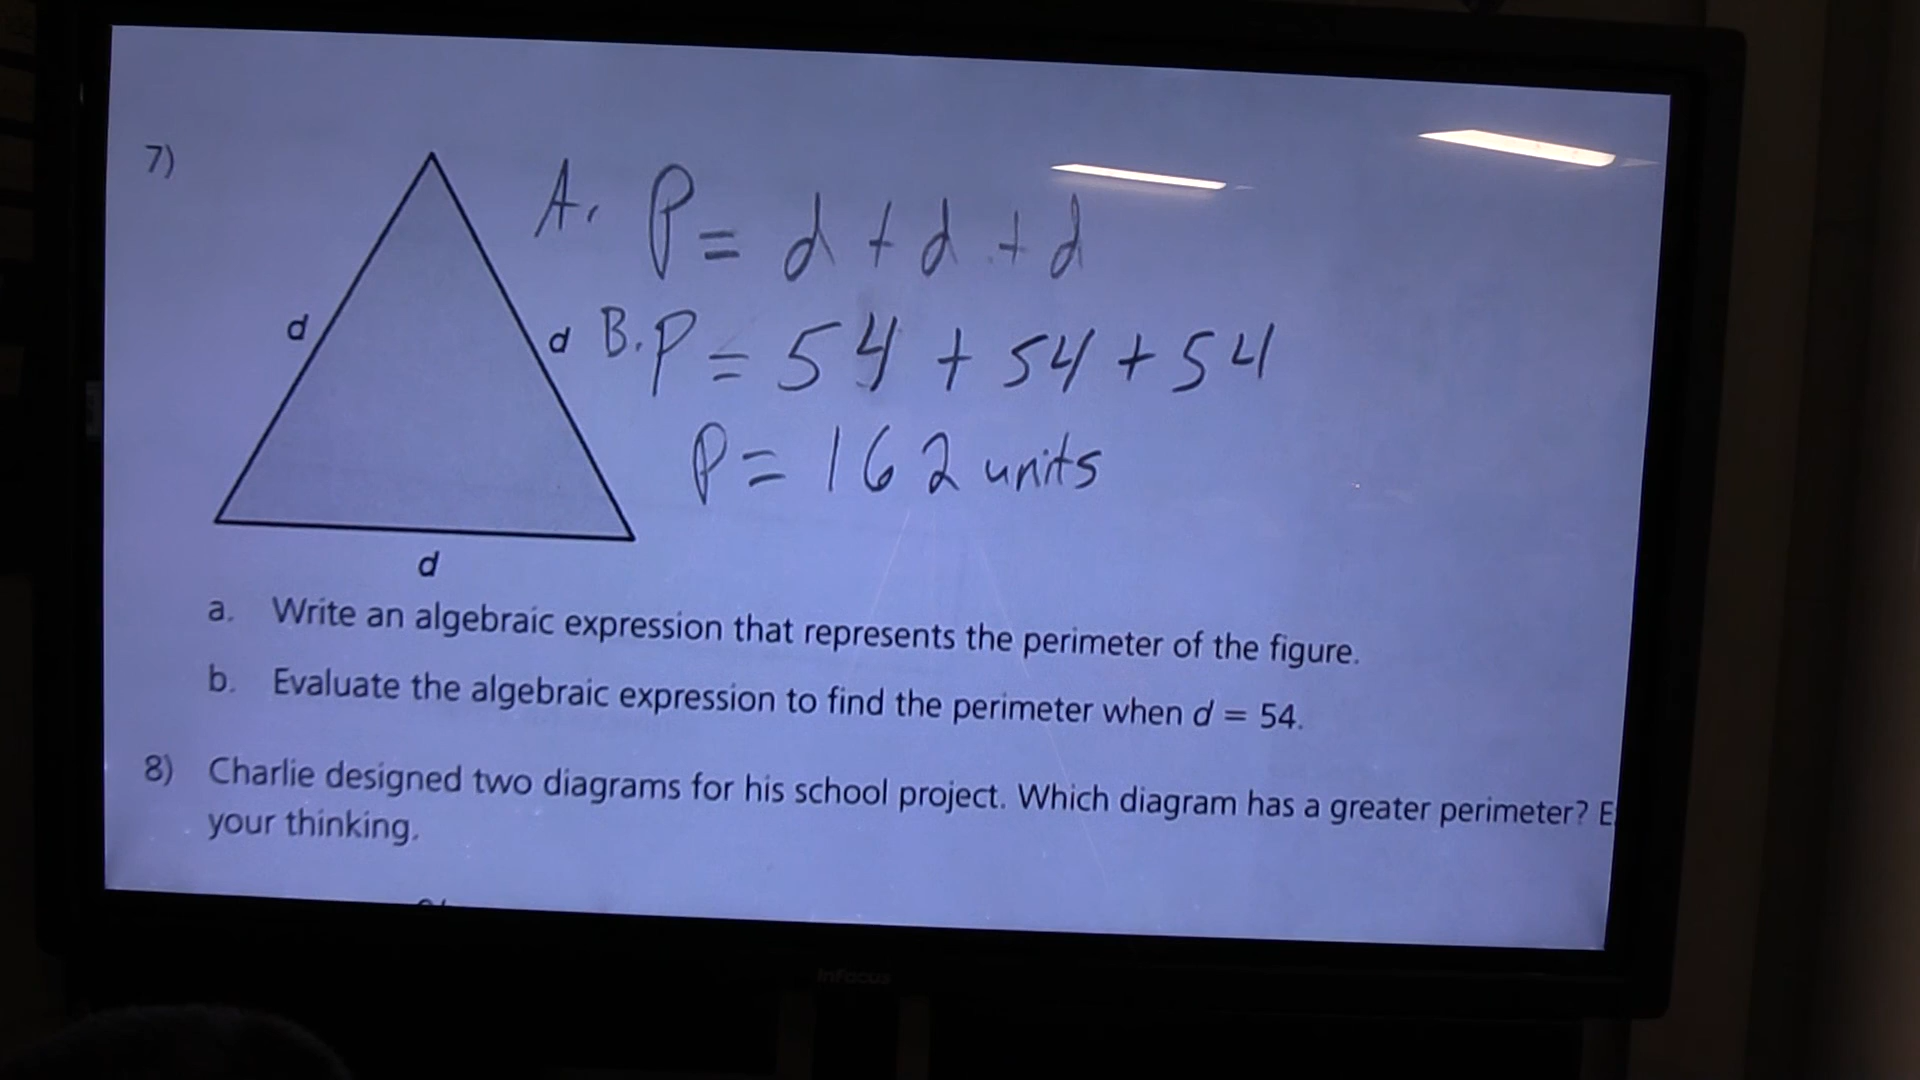 7)
A. P = d + d + d
d
d
B. P = 54 + 54 + 54
P = 162 units
d
a. Write an algebraic expression that represents the perimeter of the figure.
b. Evaluate the algebraic expression to find the perimeter when d = 54.
8) Charlie designed two diagrams for his school project. Which diagram has a greater perimeter? E
your thinking.
InFocus